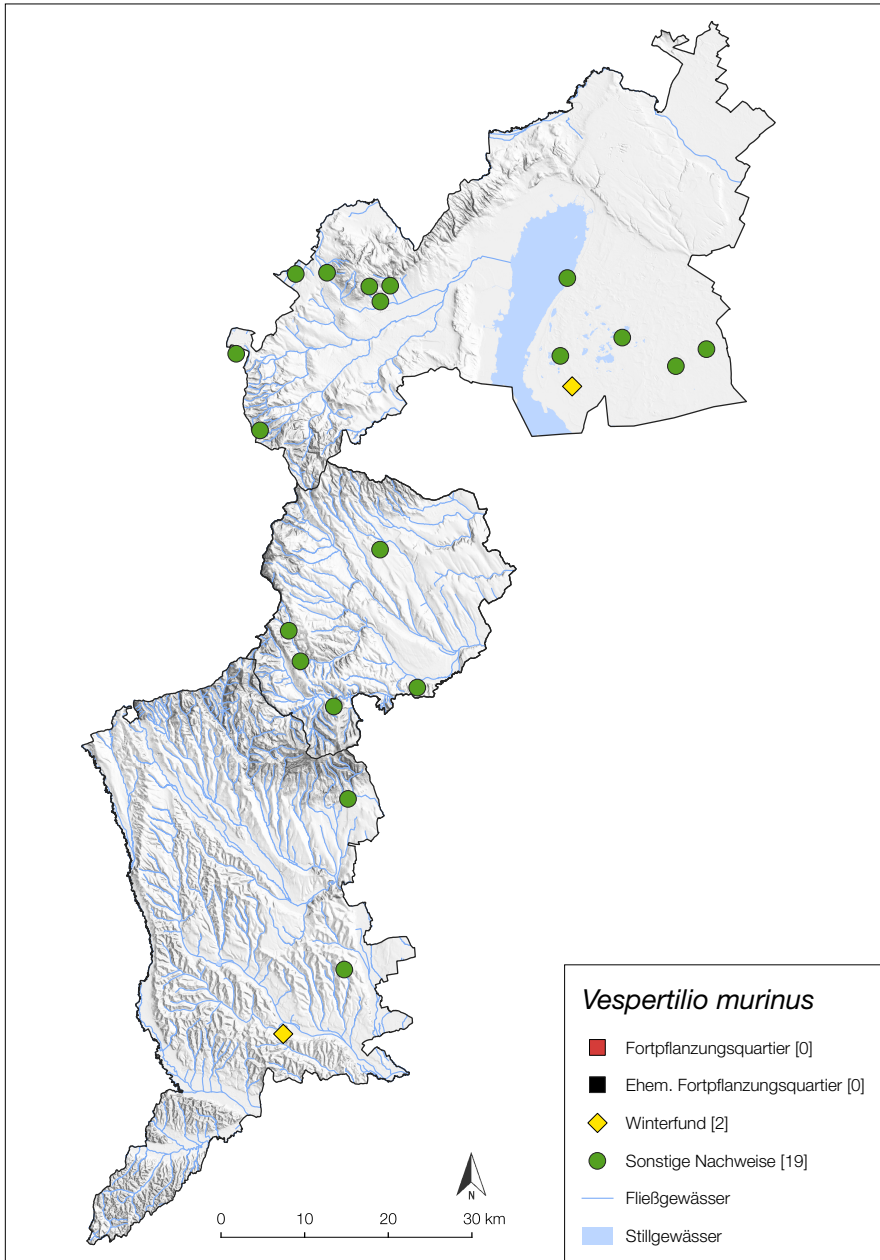 Vespertilio murinus
Fortpflanzungsquartier [0]
Ehem. Fortpflanzungsquartier [0]
Winterfund [2]
Sonstige Nachweise [19]
Fließgewässer
Stillgewässer
N
0 10 20 30 km